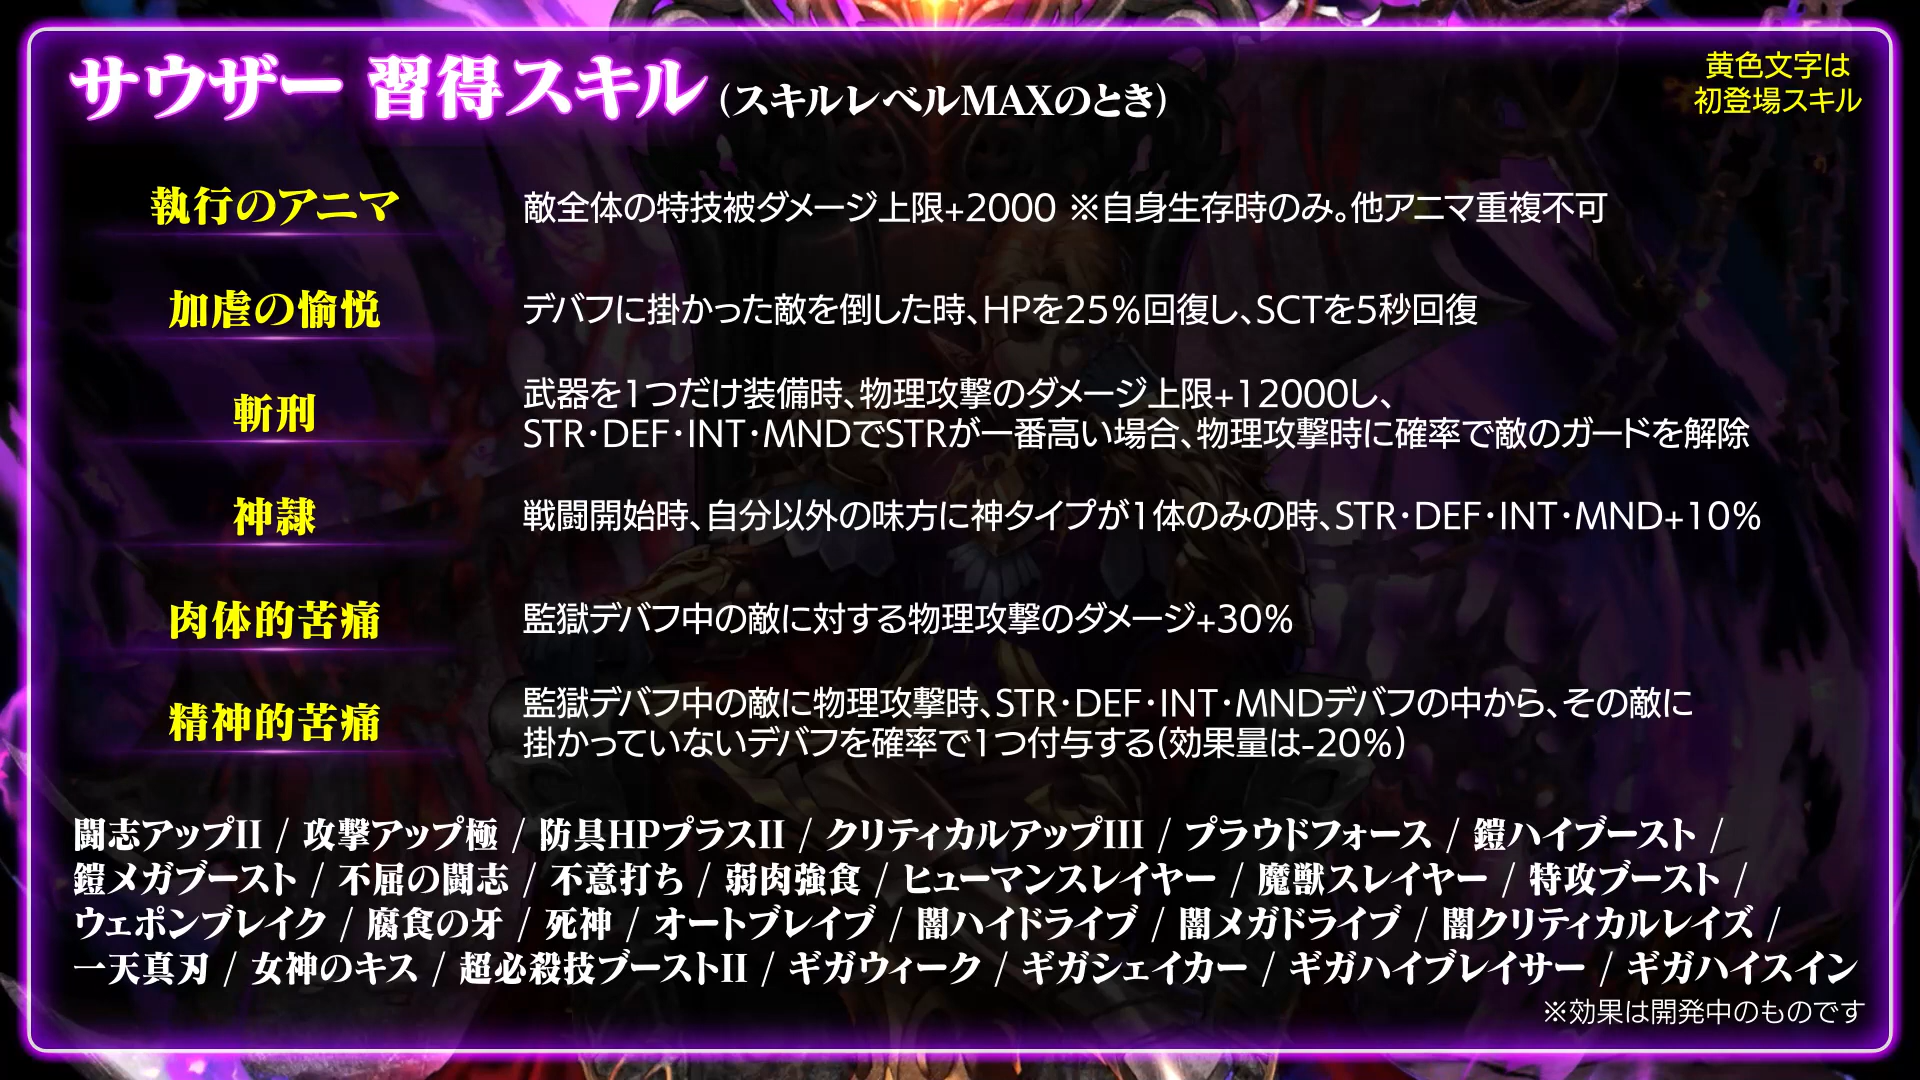 サウザー 習得スキル（スキルレベルMAXのとき）
黄色文字は
初登場スキル
執行のアニマ
敵全体の特技被ダメージ上限+2000 ※自身生存時のみ。他アニマ重複不可
加虐の愉悦
デバフに掛かった敵を倒した時、HPを25%回復し、SCTを5秒回復
斬刑
武器を1つだけ装備時、物理攻撃のダメージ上限+12000し、
STR・DEF・INT・MNDでSTRが一番高い場合、物理攻撃時に確率で敵のガードを解除
神隷
戦闘開始時、自分以外の味方に神タイプが1体のみの時、STR・DEF・INT・MND+10%
肉体的苦痛
監獄デバフ中の敵に対する物理攻撃のダメージ+30%
精神的苦痛
監獄デバフ中の敵に物理攻撃時、STR・DEF・INT・MNDデバフの中から、その敵に
掛かっていないデバフを確率で1つ付与する（効果量は-20%）
闘志アップII / 攻撃アップ極 / 防具HPプラスII / クリティカルアップIII / プラウドフォース / 鎧ハイブースト /
鎧メガブースト / 不屈の闘志 / 不意打ち / 弱肉強食 / ヒューマンスレイヤー / 魔獣スレイヤー / 特攻ブースト /
ウェポンブレイク / 腐食の牙 / 死神 / オートブレイブ / 闇ハイドライブ / 闇メガドライブ / 闇クリティカルレイズ /
一天真刃 / 女神のキス / 超必殺技ブーストII / ギガウィーク / ギガシェイカー / ギガハイブレイサー / ギガハイスイン
※効果は開発中のものです